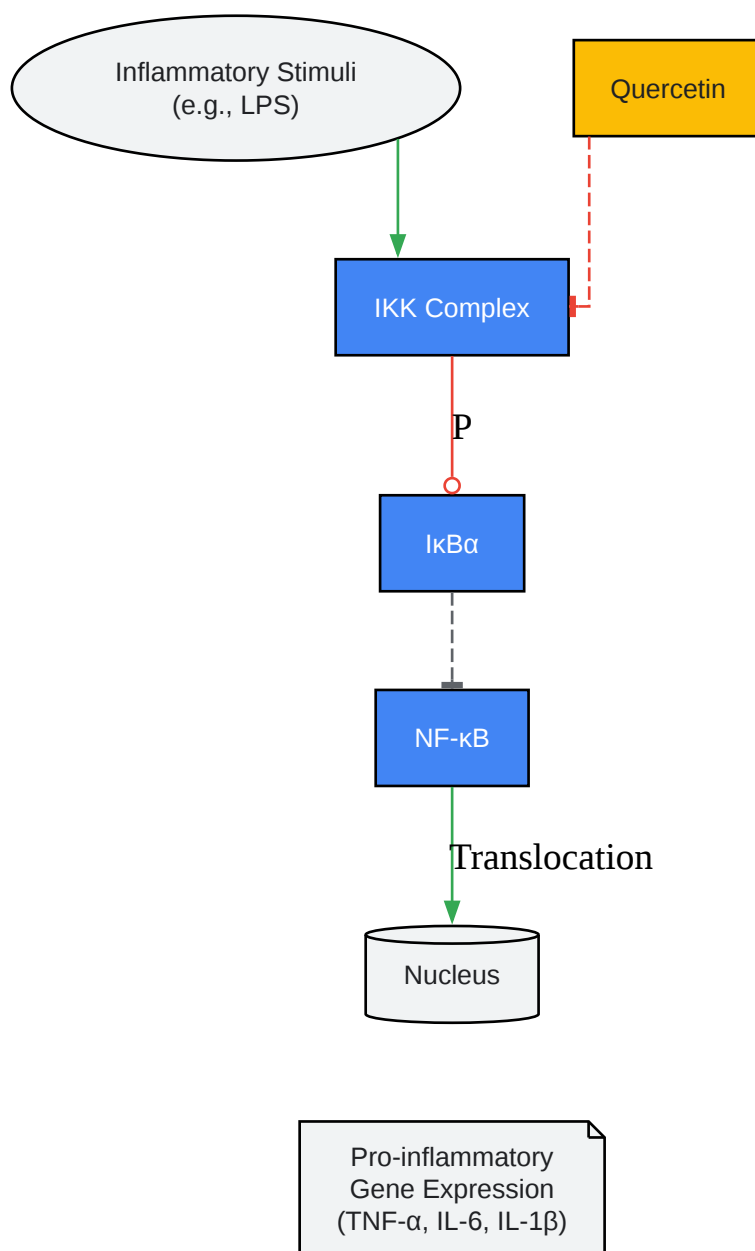 Inflammatory Stimuli
(e.g., LPS)
Quercetin
IKK Complex
P
IκBα
NF-κB
Translocation
Nucleus
Pro-inflammatory
Gene Expression
(TNF-α, IL-6, IL-1β)